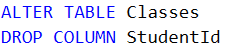 ALTER TABLE Classes
DROP COLUMN StudentId